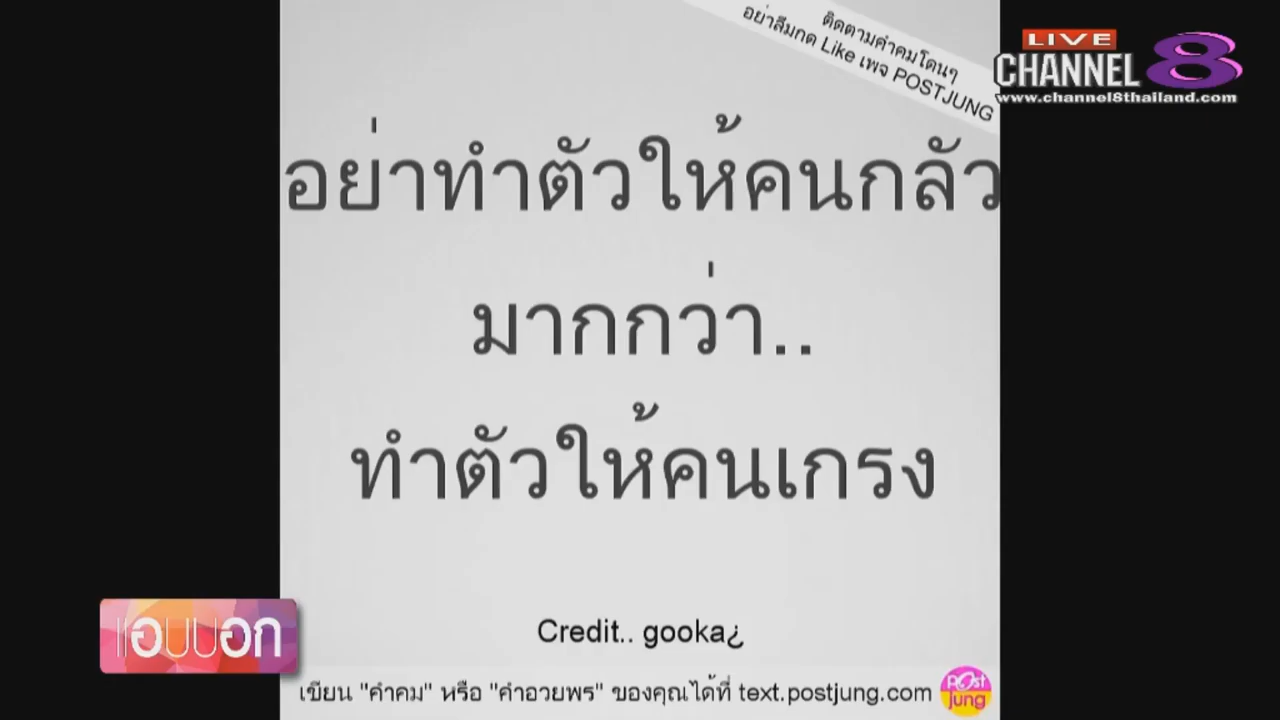 ติดตามคำคมโดนๆ
อย่าลืมกด Like เพจ POSTJUNG
LIVE
CHANNEL 8
www.channel8thailand.com
อย่าทำตัวให้คนกลัว
มากกว่า..
ทำตัวให้คนเกรง
Credit.. gooka¿
แอบบอก
เขียน "คำคม" หรือ "คำอวยพร" ของคุณได้ที่ text.postjung.com
Post
jung